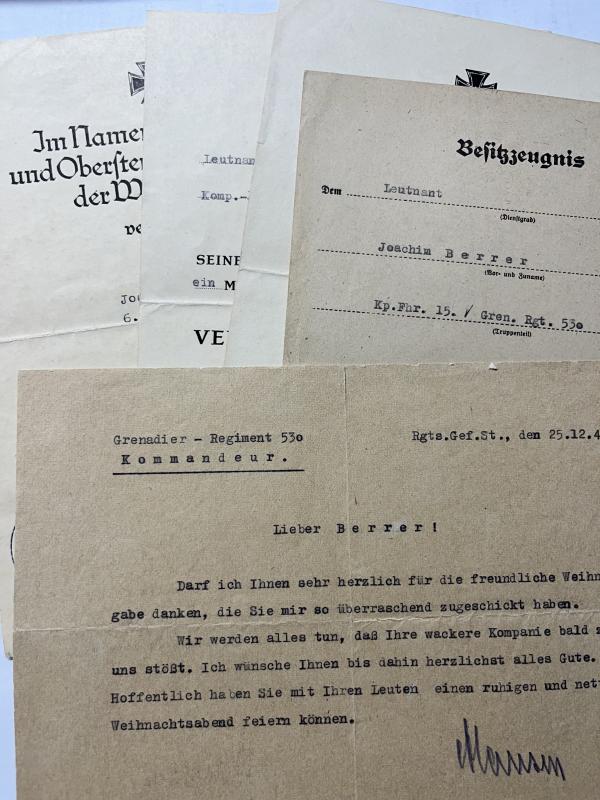 Im Namen
und Oberste
der W
ve
Jo
6.
Leutnan
Komp.-
SEINE
ein M
VE
Besitzzeugnis
Dem Leutnant
(Dienstgrad)
Joachim Berrer
(Vor- und Zuname)
Kp.Fhr. 15. / Gren. Rgt. 53o
(Truppenteil)
Grenadier - Regiment 53o
Kommandeur.
Rgts.Gef.St., den 25.12.4
Lieber Berrer!
Darf ich Ihnen sehr herzlich für die freundliche Weihn
gabe danken, die Sie mir so überraschend zugeschickt haben.
Wir werden alles tun, daß Ihre wackere Kompanie bald z
uns stößt. Ich wünsche Ihnen bis dahin herzlichst alles Gute.
Hoffentlich haben Sie mit Ihren Leuten einen ruhigen und net
Weihnachtsabend feiern können.